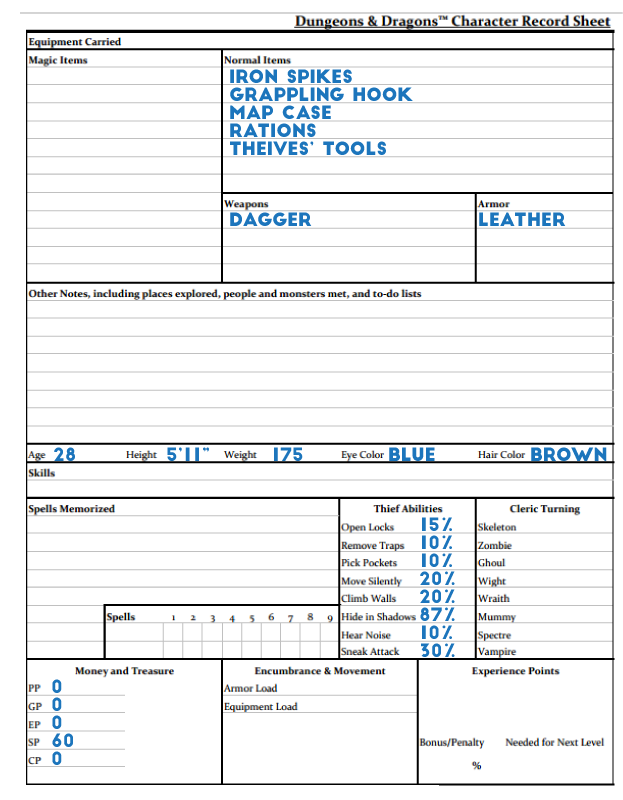 Dungeons & Dragons™ Character Record Sheet
Equipment Carried
Magic Items
Normal Items
IRON SPIKES
GRAPPLING HOOK
MAP CASE
RATIONS
THEIVES' TOOLS
Weapons
DAGGER
Armor
LEATHER
Other Notes, including places explored, people and monsters met, and to-do lists
Age 28 Height 5'11" Weight 175 Eye Color BLUE Hair Color BROWN
Skills
Spells Memorized
Spells 1 2 3 4 5 6 7 8 9
Thief Abilities
Open Locks 15%
Remove Traps 10%
Pick Pockets 10%
Move Silently 20%
Climb Walls 20%
Hide in Shadows 87%
Hear Noise 10%
Sneak Attack 30%
Cleric Turning
Skeleton
Zombie
Ghoul
Wight
Wraith
Mummy
Spectre
Vampire
Money and Treasure
PP 0
GP 0
EP 0
SP 60
CP 0
Encumbrance & Movement
Armor Load
Equipment Load
Experience Points
Bonus/Penalty Needed for Next Level
%